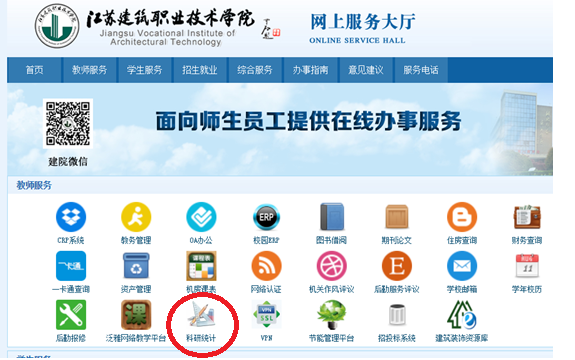 江苏建筑职业技术学院
Jiangsu Vocational Institute of
Architectural Technology
网上服务大厅
ONLINE SERVICE HALL
首页 教师服务 学生服务 招生就业 综合服务 办事指南 意见建议 服务电话
面向师生员工提供在线办事服务
建院微信
教师服务
CRP系统 教务管理 OA办公 校园ERP 图书借阅 期刊论文 住房查询 财务查询
一卡通查询 资产管理 机房课表 网络认证 机关作风评议 后勤服务评议 学校邮箱 学年校历
后勤报修 泛雅网络教学平台 科研统计 VPN 节能管理平台 招投标系统 建筑装饰资源库